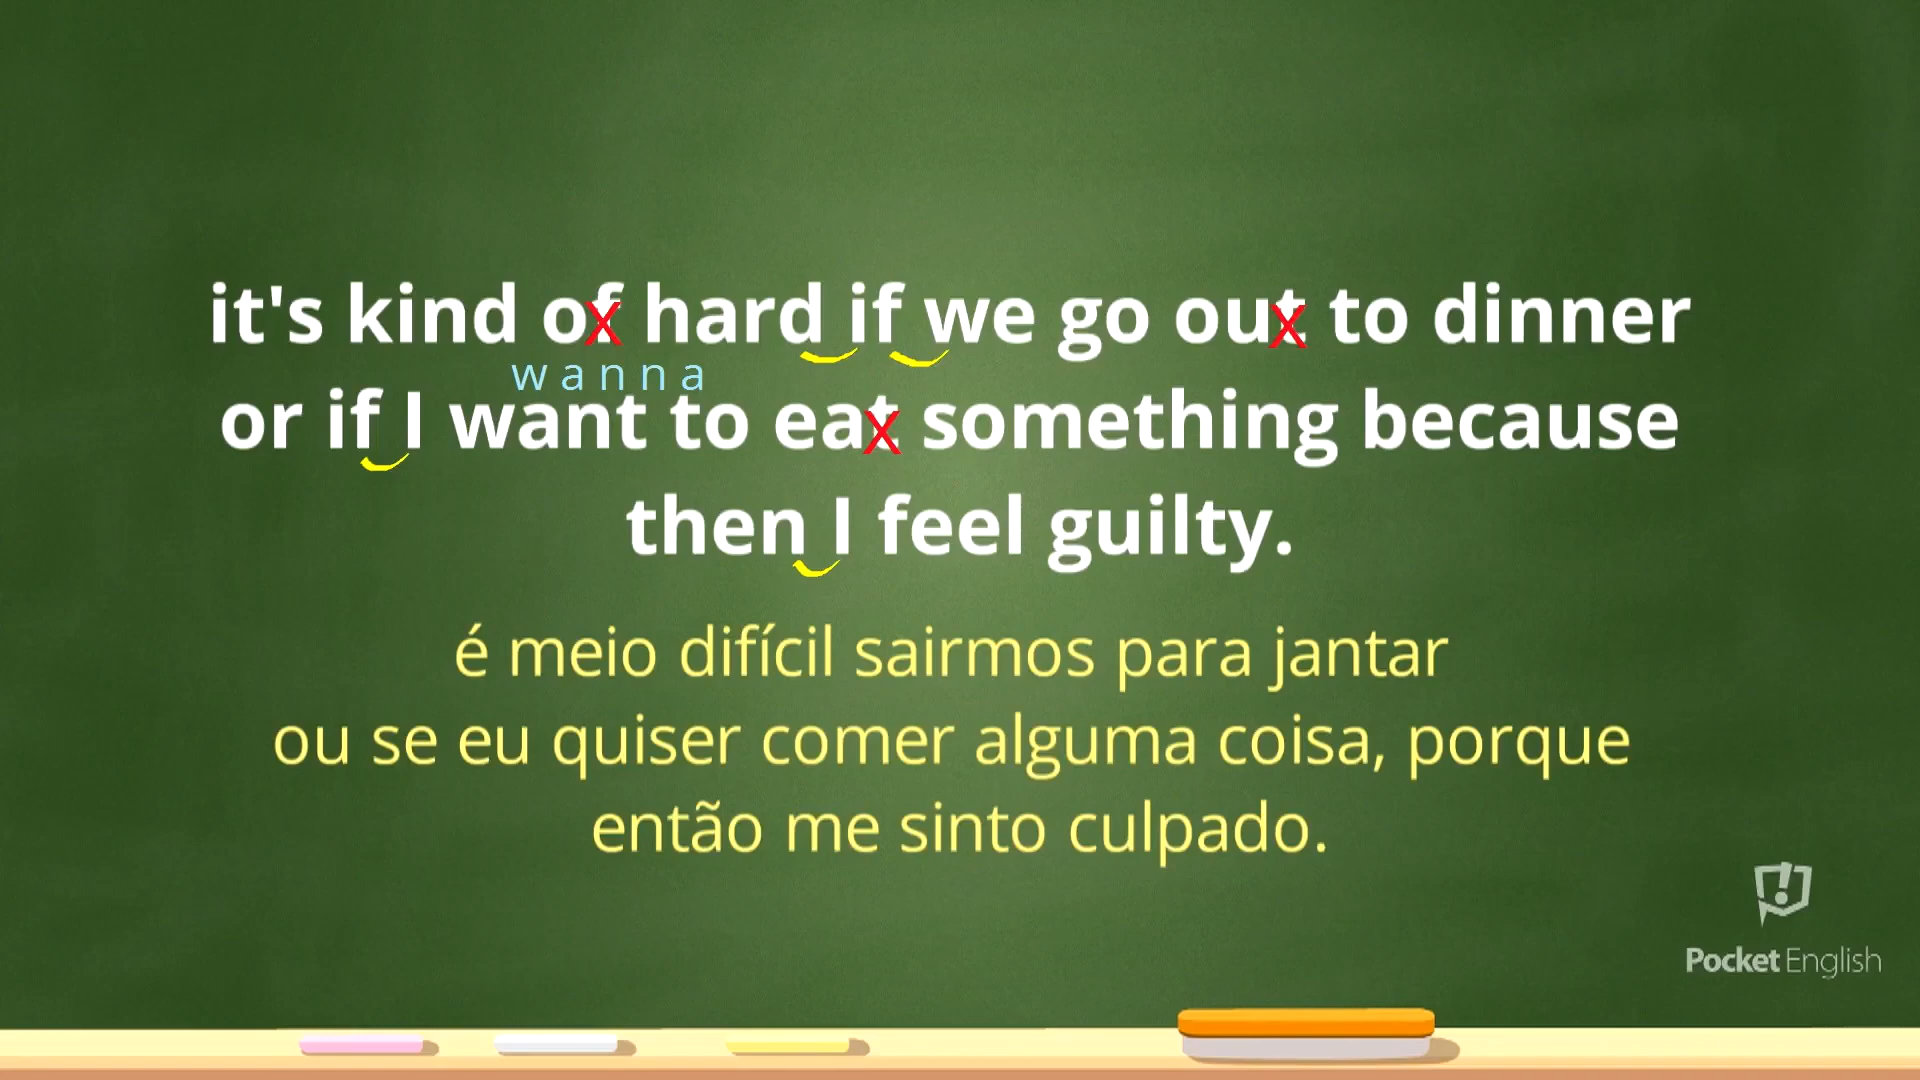 it's kind of hard if we go out to dinner
wanna
or if I want to eat something because
then I feel guilty.
é meio difícil sairmos para jantar
ou se eu quiser comer alguma coisa, porque
então me sinto culpado.
Pocket English